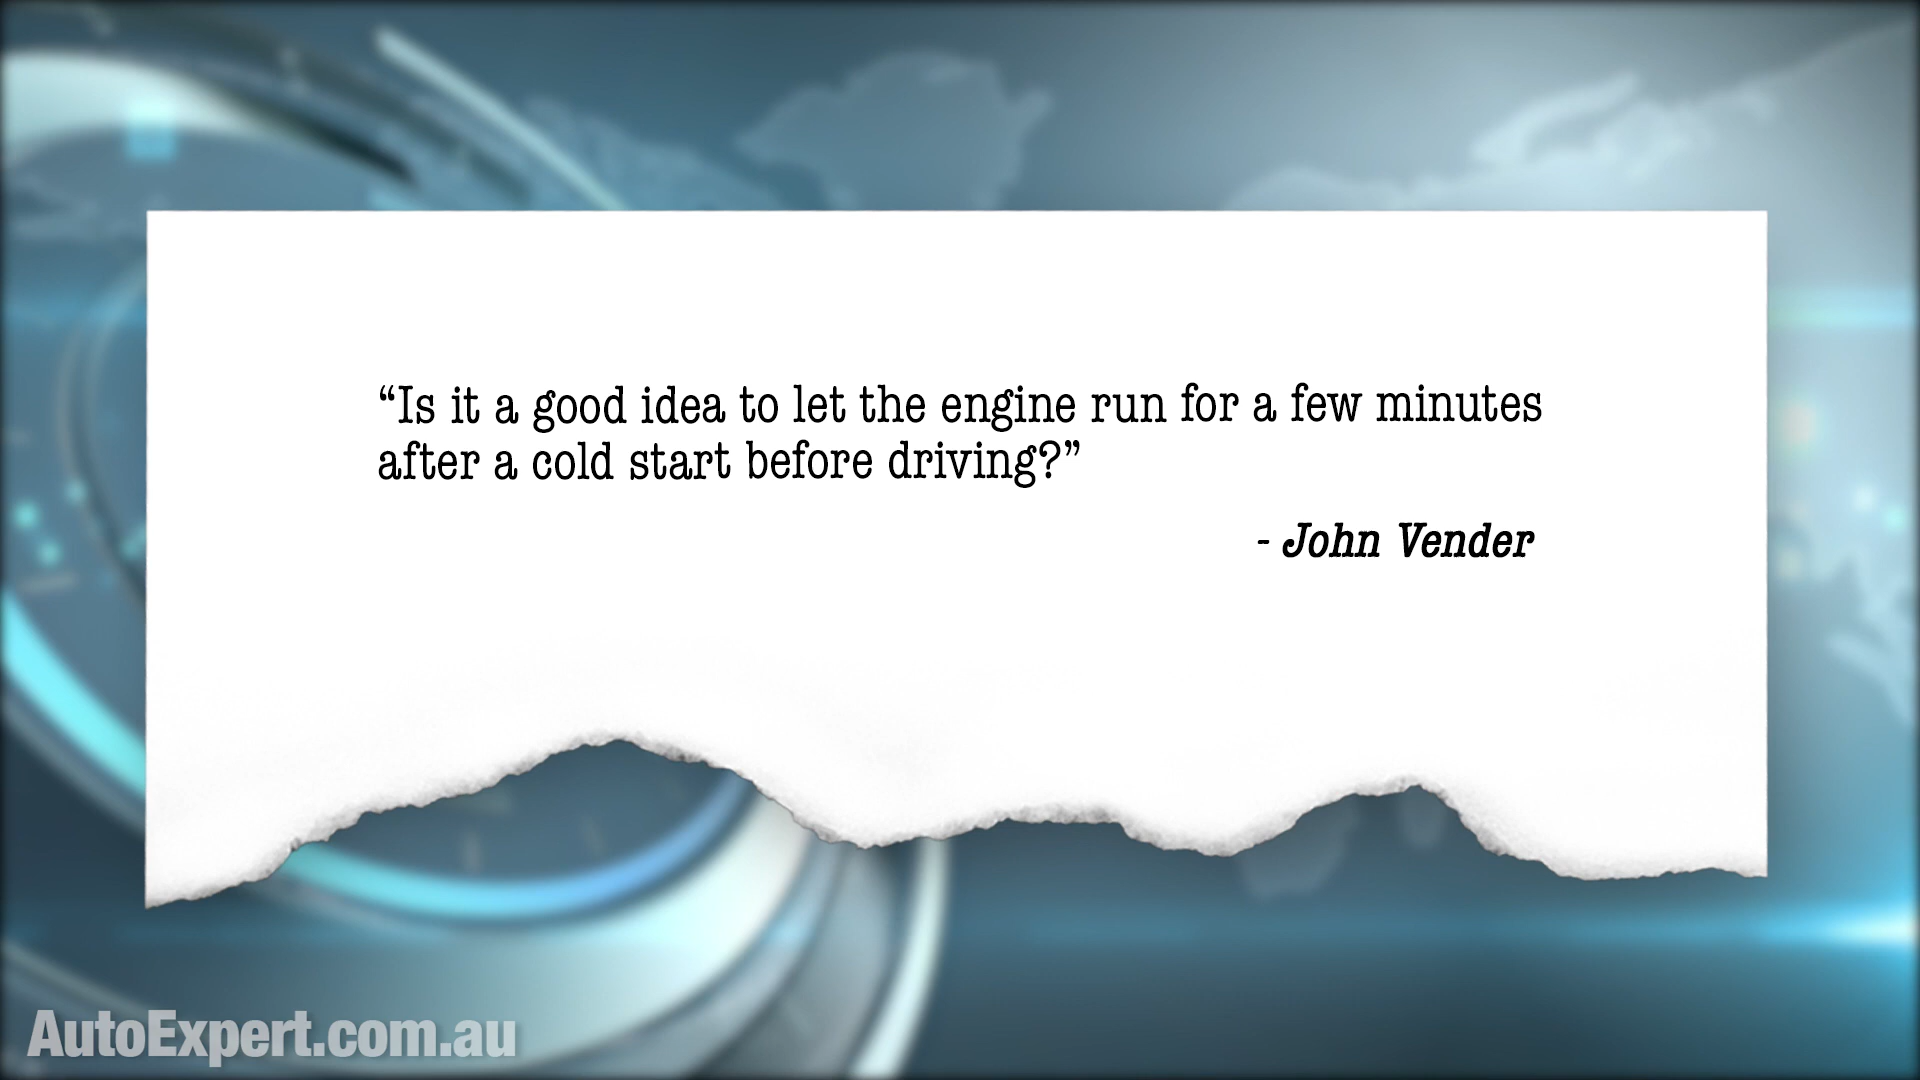 “Is it a good idea to let the engine run for a few minutes
after a cold start before driving?”
- John Vender
AutoExpert.com.au